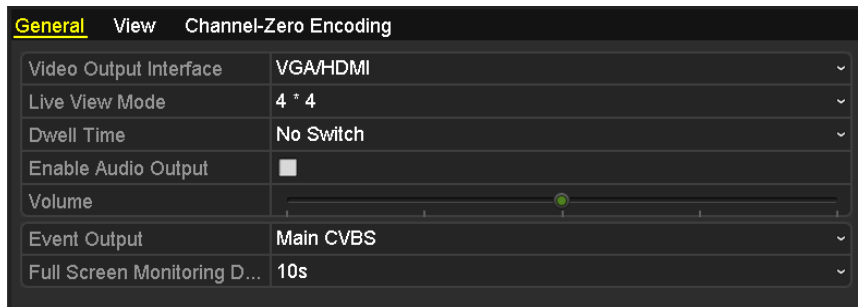 General View Channel-Zero Encoding
Video Output Interface VGA/HDMI
Live View Mode 4 * 4
Dwell Time No Switch
Enable Audio Output
Volume
Event Output Main CVBS
Full Screen Monitoring D... 10s